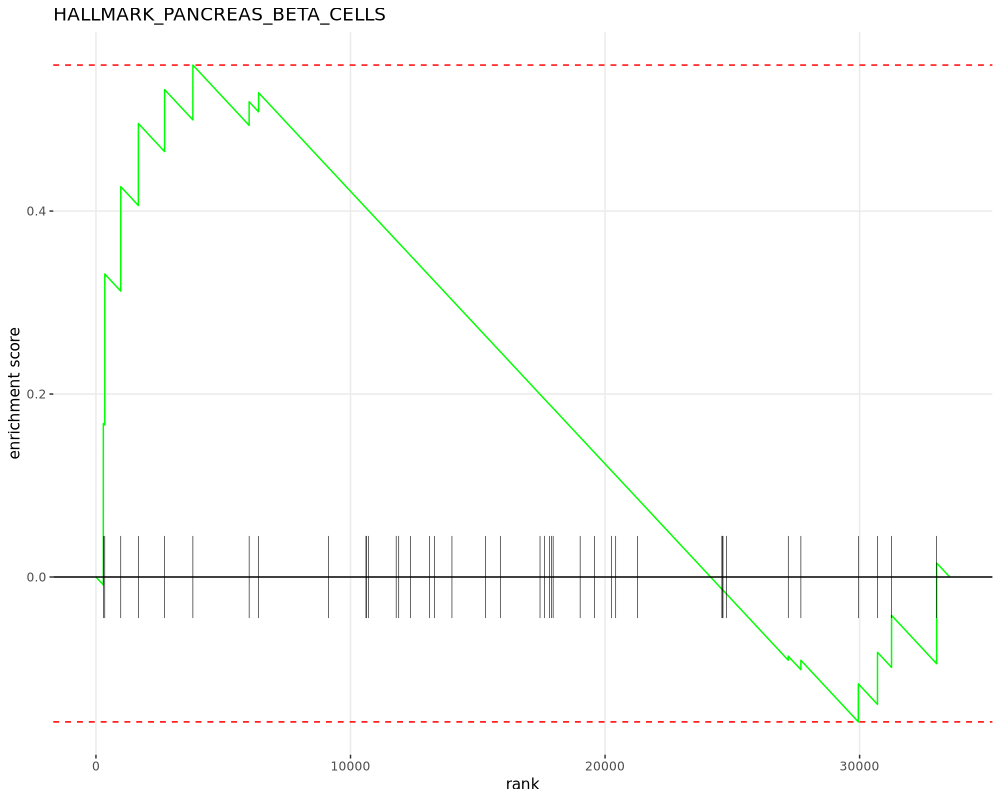 HALLMARK_PANCREAS_BETA_CELLS
enrichment score
0.4
0.2
0.0
0 10000 20000 30000
rank